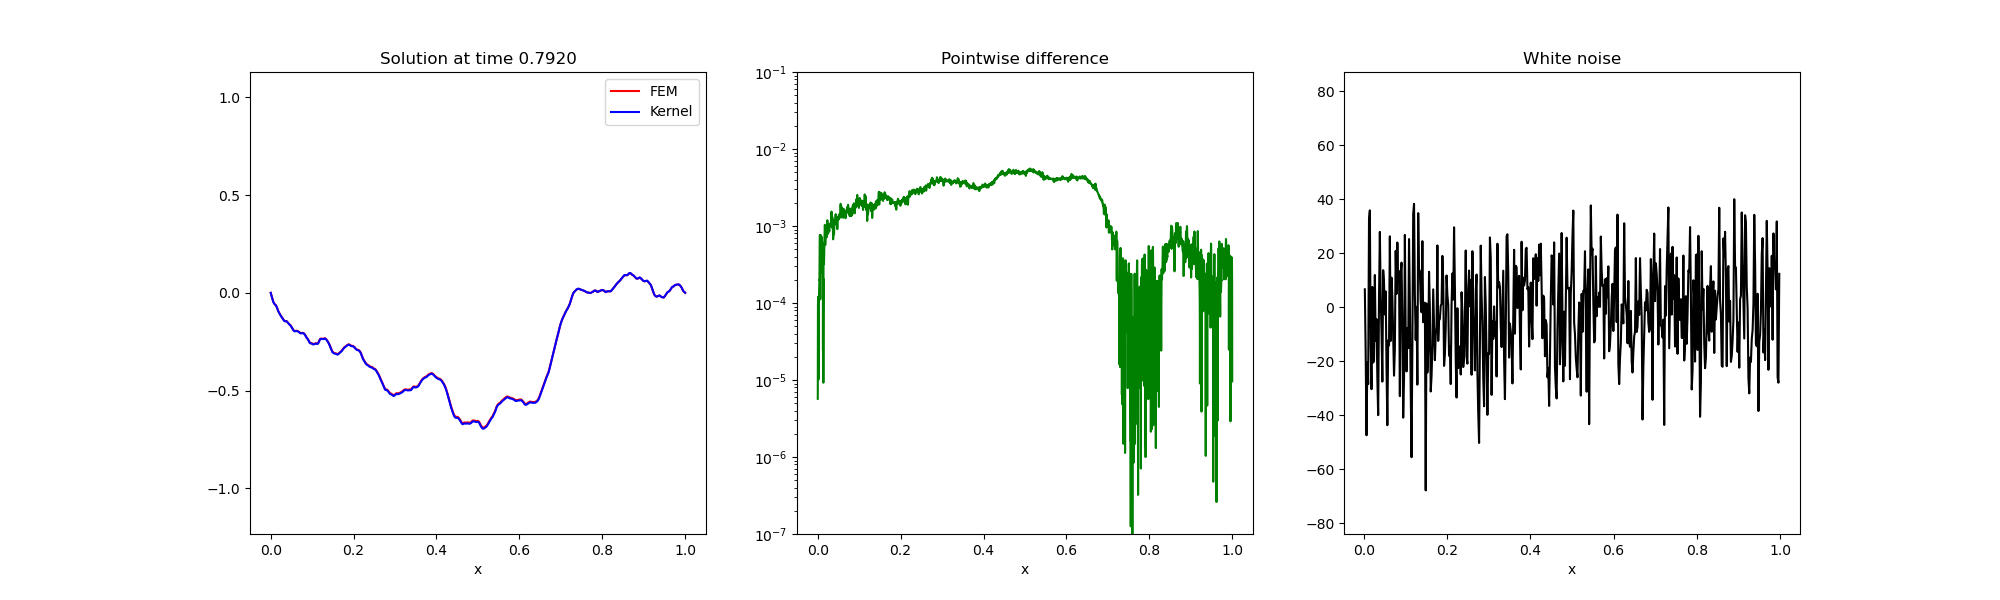 Solution at time 0.7920
1.0
0.5
0.0
−0.5
−1.0
0.0 0.2 0.4 0.6 0.8 1.0
x
FEM
Kernel
Pointwise difference
10⁻¹
10⁻²
10⁻³
10⁻⁴
10⁻⁵
10⁻⁶
10⁻⁷
0.0 0.2 0.4 0.6 0.8 1.0
x
White noise
80
60
40
20
0
−20
−40
−60
−80
0.0 0.2 0.4 0.6 0.8 1.0
x